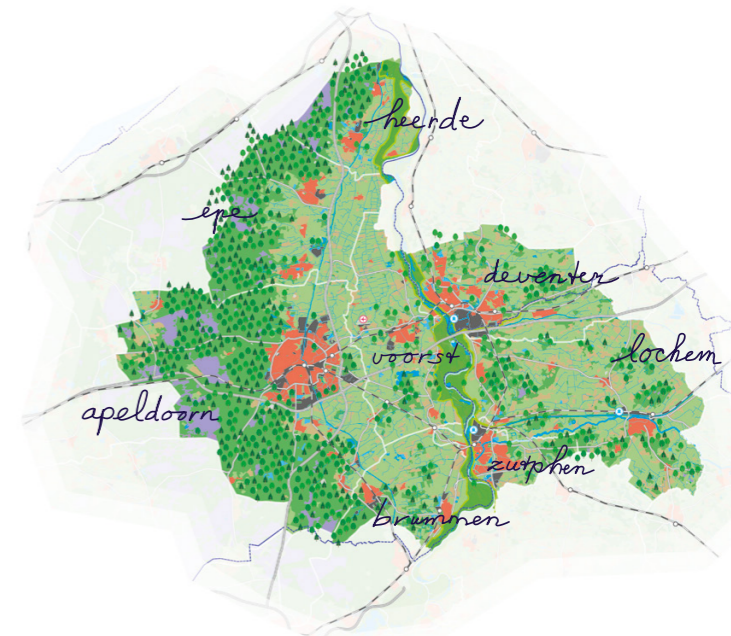 heerde
epe
deventer
voorst
lochem
apeldoorn
zutphen
brummen